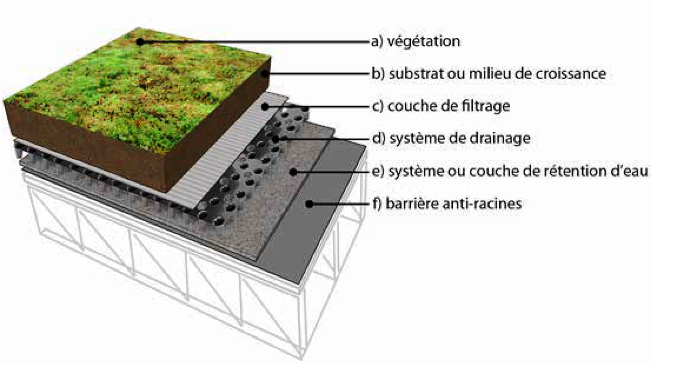 a) végétation
b) substrat ou milieu de croissance
c) couche de filtrage
d) système de drainage
e) système ou couche de rétention d'eau
f) barrière anti-racines